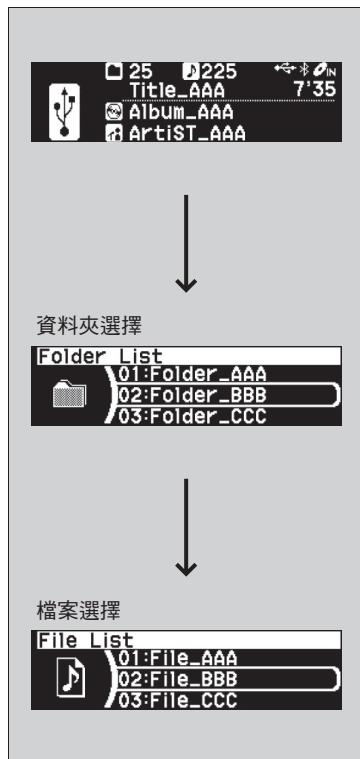 25 225 IN
Title_AAA 7'35
Album_AAA
ArtiST_AAA
資料夾選擇
Folder List
01:Folder_AAA
02:Folder_BBB
03:Folder_CCC
檔案選擇
File List
01:File_AAA
02:File_BBB
03:File_CCC